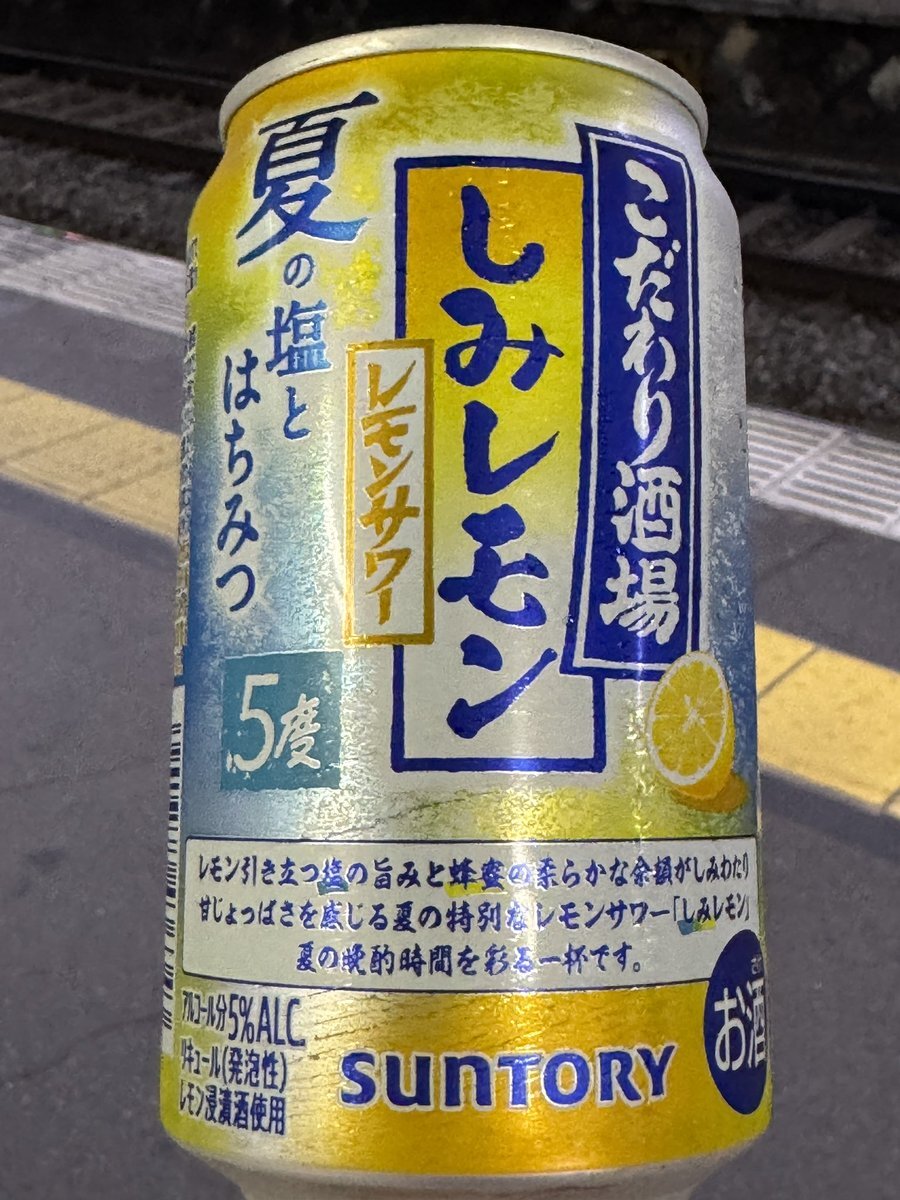 こだわり酒場
しみレモン
レモンサワー
夏の塩と
はちみつ
5度
レモン引き立つ塩の旨みと蜂蜜の柔らかな余韻がしみわたり
甘じょっぱさを感じる夏の特別なレモンサワー「しみレモン」
夏の晩酌時間を彩る一杯です。
アルコール分5%ALC.
リキュール(発泡性)
レモン浸漬酒使用
SUNTORY
お酒